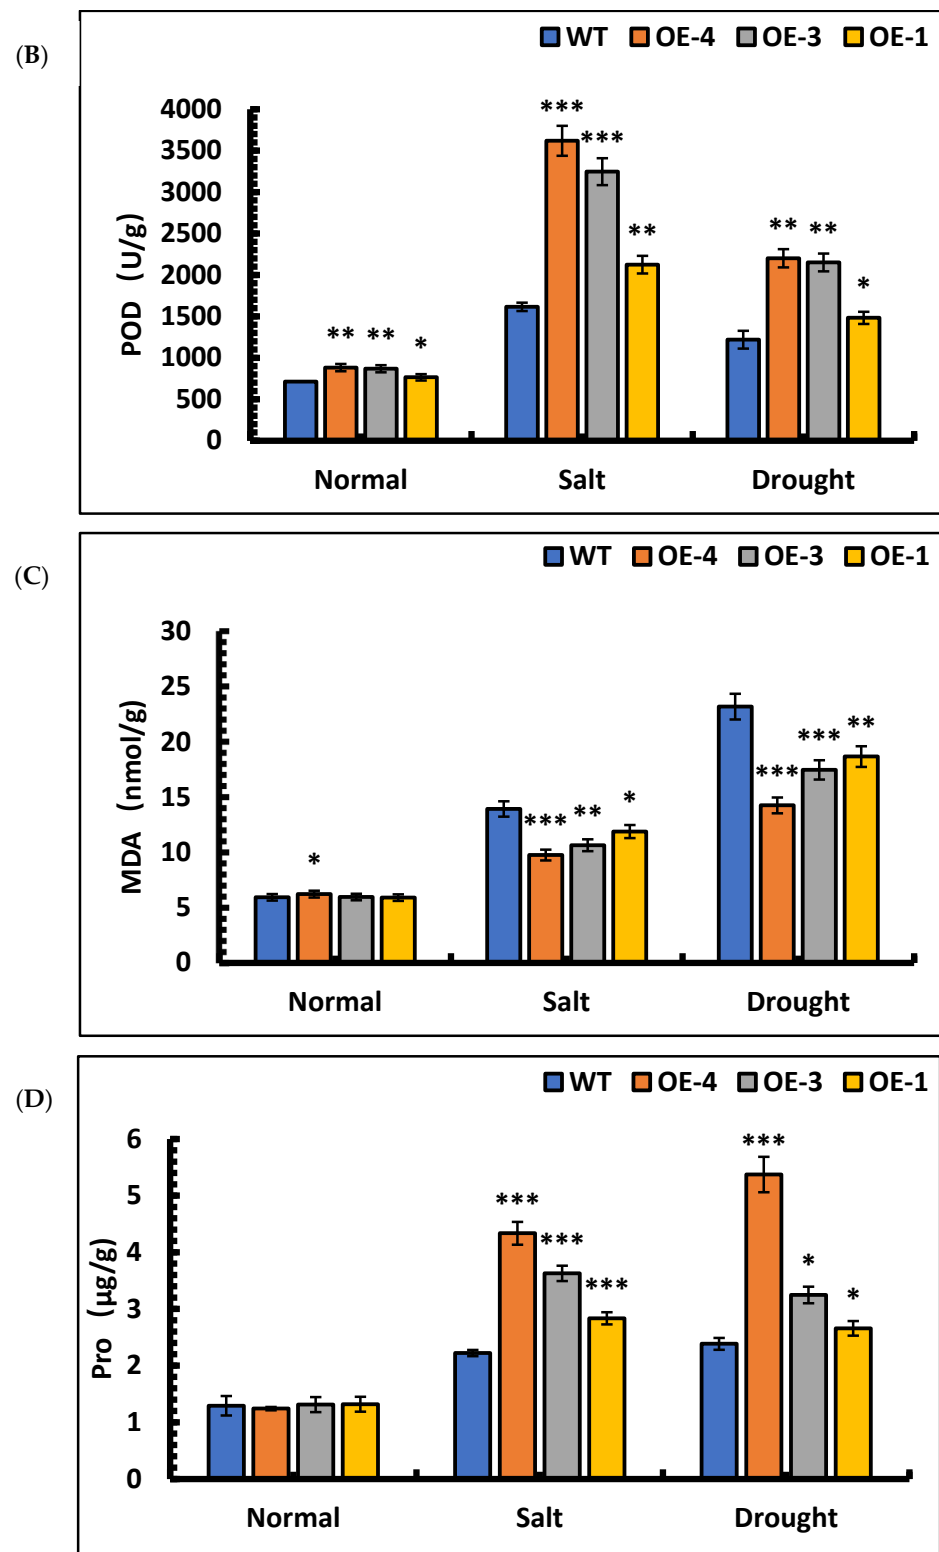 (B)
WT OE-4 OE-3 OE-1
4000
3500
3000
2500
2000
1500
1000
500
0
POD (U/g)
*** *** **
** ** *
** ** *
Normal Salt Drought
(C)
WT OE-4 OE-3 OE-1
30
25
20
15
10
5
0
MDA (nmol/g)
*
*** ** *
*** *** **
Normal Salt Drought
(D)
WT OE-4 OE-3 OE-1
6
5
4
3
2
1
0
Pro (μg/g)
*** *** ***
*** * *
Normal Salt Drought